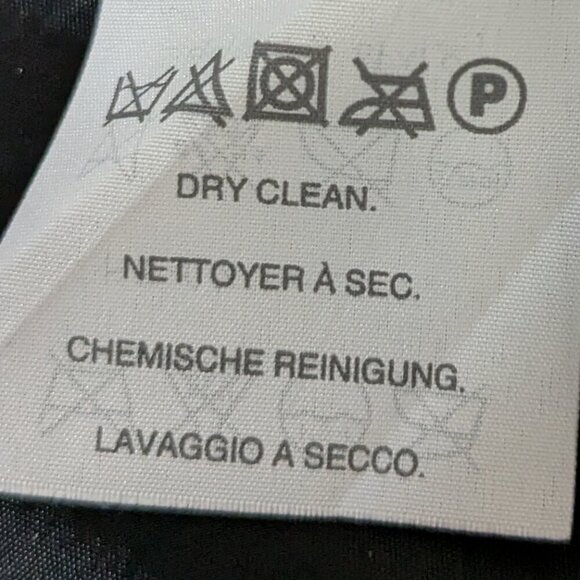 P
DRY CLEAN.
NETTOYER À SEC.
CHEMISCHE REINIGUNG.
LAVAGGIO A SECCO.